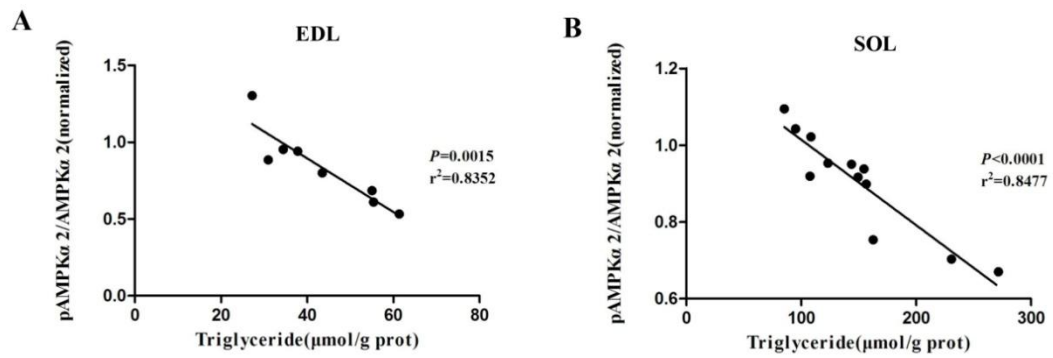 A
EDL
pAMPKα 2/AMPKα 2(normalized)
1.5
1.0
0.5
0.0
0
20
40
60
80
Triglyceride(μmol/g prot)
P=0.0015
r²=0.8352
B
SOL
pAMPKα 2/AMPKα 2(normalized)
1.2
1.0
0.8
0.6
0
100
200
300
Triglyceride(μmol/g prot)
P<0.0001
r²=0.8477